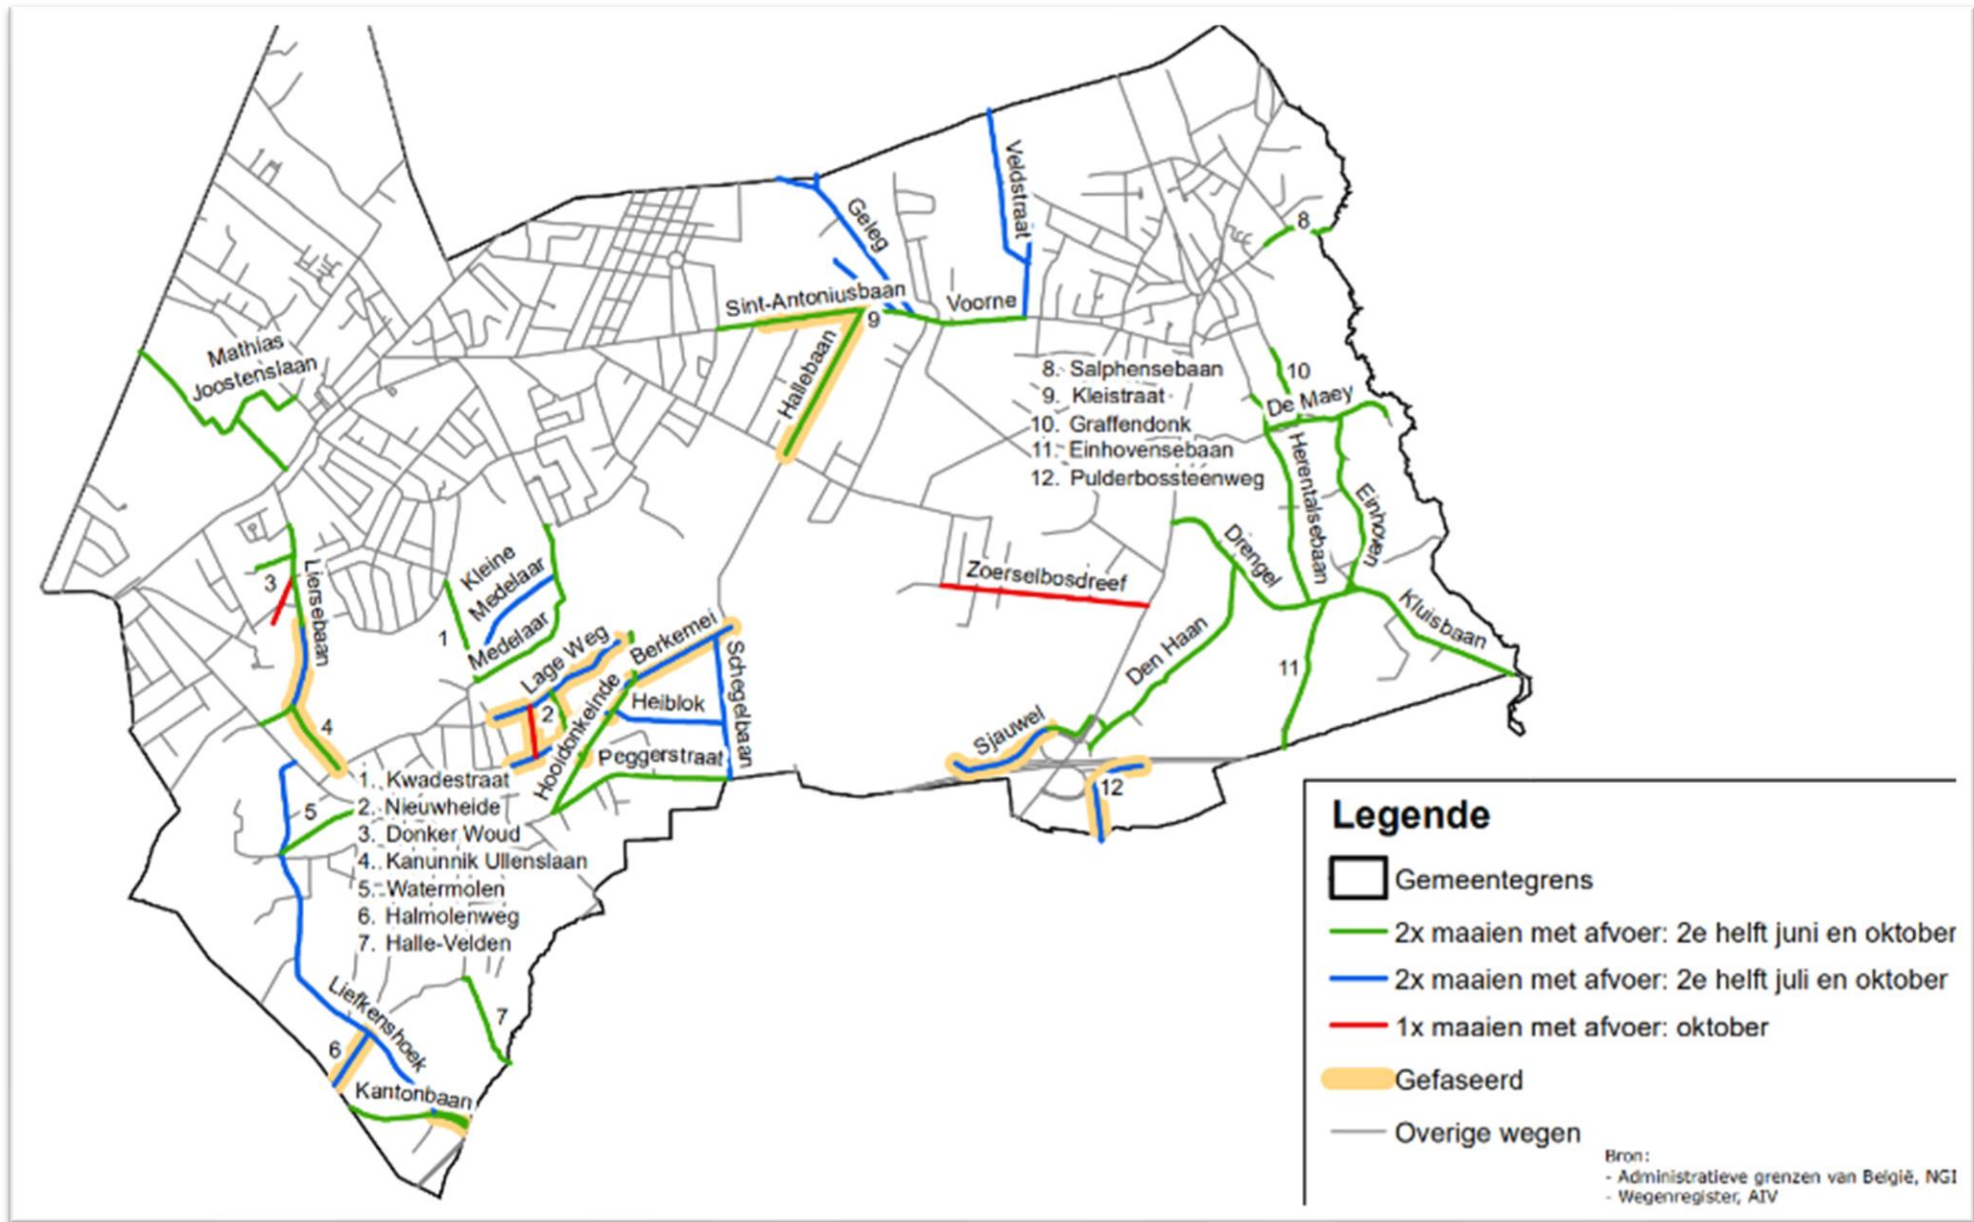 Veldstraat
Geleg
8
Sint-Antoniusbaan
Voorne
9
Mathias
Joostenslaan
Hallebaan
8. Salphensebaan
9. Kleistraat
10. Graffendonk
11. Einhovensebaan
12. Pulderbossteenweg
10
De Maey
Herentalsebaan
Einhoven
Drengel
Kluisbaan
Zoerselbosdreef
Den Haan
11
Sjauwel
12
3
Liersebaan
Kleine
Medelaar
1
Medelaar
Lage Weg
Berkemei
Schegelbaan
Heiblok
2
Hooidonkeinde
Peggerstraat
4
5
1. Kwadestraat
2. Nieuwheide
3. Donker Woud
4. Kanunnik Ullenslaan
5. Watermolen
6. Halmolenweg
7. Halle-Velden
Liefkenshoek
7
6
Kantonbaan
Legende
Gemeentegrens
2x maaien met afvoer: 2e helft juni en oktober
2x maaien met afvoer: 2e helft juli en oktober
1x maaien met afvoer: oktober
Gefaseerd
Overige wegen
Bron:
- Administratieve grenzen van België, NGI
- Wegenregister, AIV